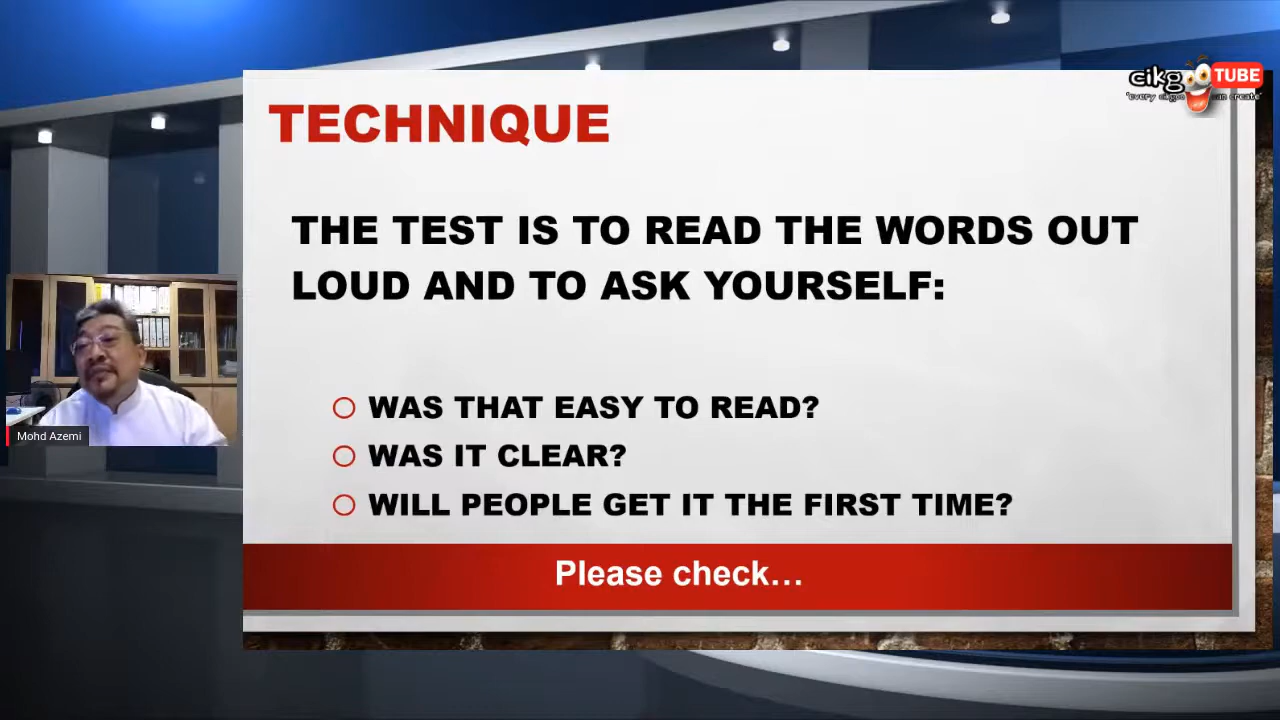 cikgoo TUBE
TECHNIQUE
THE TEST IS TO READ THE WORDS OUT
LOUD AND TO ASK YOURSELF:
WAS THAT EASY TO READ?
WAS IT CLEAR?
WILL PEOPLE GET IT THE FIRST TIME?
Please check...
Mohd Azemi